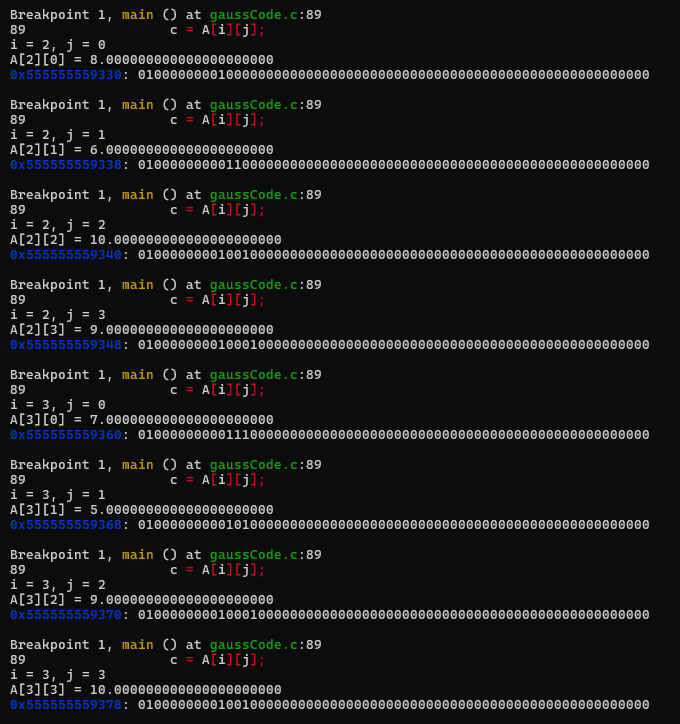 Breakpoint 1, main () at gaussCode.c:89
89                  c = A[i][j];
i = 2, j = 0
A[2][0] = 8.000000000000000000000
0x555555559330: 0100000000100000000000000000000000000000000000000000000000000000
Breakpoint 1, main () at gaussCode.c:89
89                  c = A[i][j];
i = 2, j = 1
A[2][1] = 6.000000000000000000000
0x555555559338: 0100000000011000000000000000000000000000000000000000000000000000
Breakpoint 1, main () at gaussCode.c:89
89                  c = A[i][j];
i = 2, j = 2
A[2][2] = 10.000000000000000000000
0x555555559340: 0100000000100100000000000000000000000000000000000000000000000000
Breakpoint 1, main () at gaussCode.c:89
89                  c = A[i][j];
i = 2, j = 3
A[2][3] = 9.000000000000000000000
0x555555559348: 0100000000100010000000000000000000000000000000000000000000000000
Breakpoint 1, main () at gaussCode.c:89
89                  c = A[i][j];
i = 3, j = 0
A[3][0] = 7.000000000000000000000
0x555555559360: 0100000000011100000000000000000000000000000000000000000000000000
Breakpoint 1, main () at gaussCode.c:89
89                  c = A[i][j];
i = 3, j = 1
A[3][1] = 5.000000000000000000000
0x555555559368: 0100000000010100000000000000000000000000000000000000000000000000
Breakpoint 1, main () at gaussCode.c:89
89                  c = A[i][j];
i = 3, j = 2
A[3][2] = 9.000000000000000000000
0x555555559370: 0100000000100010000000000000000000000000000000000000000000000000
Breakpoint 1, main () at gaussCode.c:89
89                  c = A[i][j];
i = 3, j = 3
A[3][3] = 10.000000000000000000000
0x555555559378: 0100000000100100000000000000000000000000000000000000000000000000